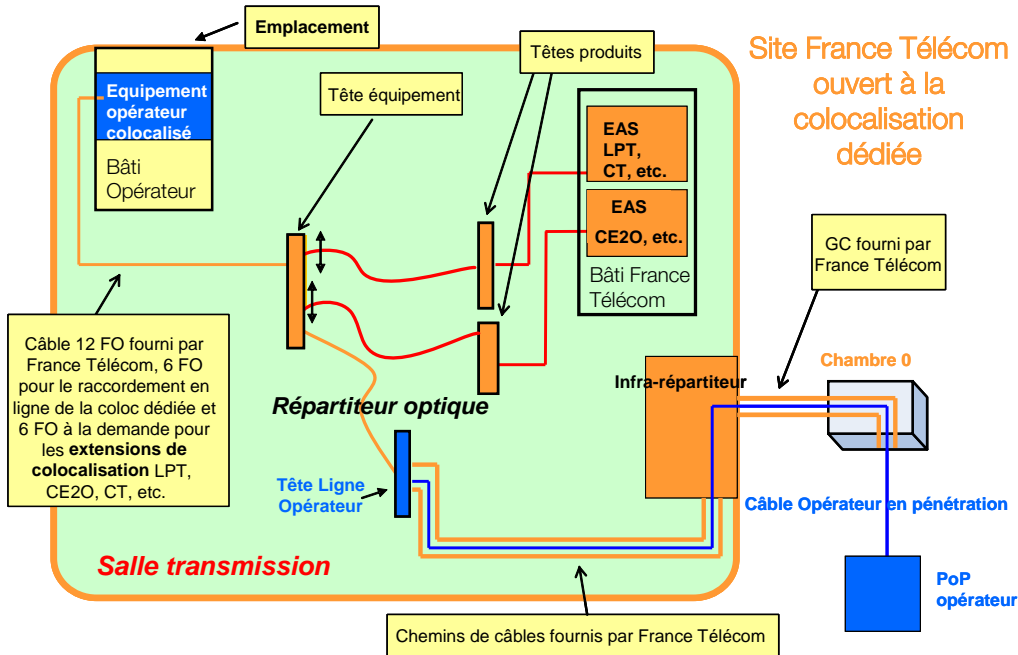 Emplacement
Site France Télécom
ouvert à la
colocalisation
dédiée
Têtes produits
Tête équipement
Equipement
opérateur
colocalisé
Bâti
Opérateur
EAS
LPT,
CT, etc.
EAS
CE2O, etc.
Bâti France
Télécom
GC fourni par
France Télécom
Câble 12 FO fourni par
France Télécom, 6 FO
pour le raccordement en
ligne de la coloc dédiée et
6 FO à la demande pour
les extensions de
colocalisation LPT,
CE2O, CT, etc.
Répartiteur optique
Infra-répartiteur
Chambre 0
Tête Ligne
Opérateur
Câble Opérateur en pénétration
Salle transmission
PoP
opérateur
Chemins de câbles fournis par France Télécom